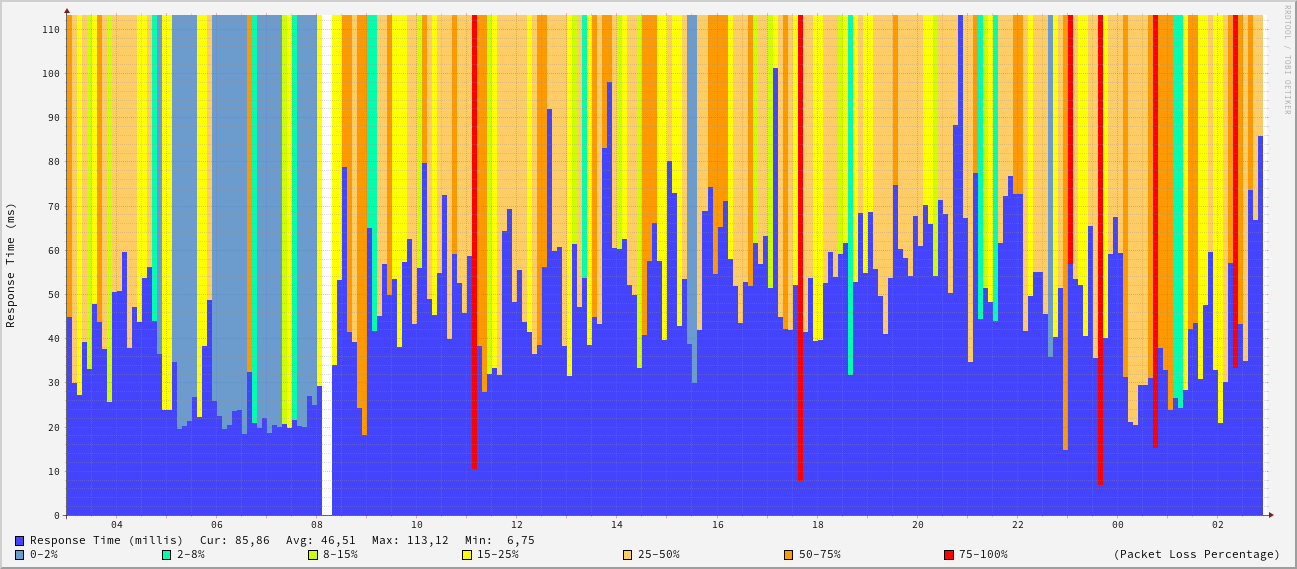 RRDTOOL / TOBI OETIKER
Response Time (ms)
110
100
90
80
70
60
50
40
30
20
10
0
04 06 08 10 12 14 16 18 20 22 00 02
Response Time (millis) Cur: 85,86 Avg: 46,51 Max: 113,12 Min: 6,75
0-2% 2-8% 8-15% 15-25% 25-50% 50-75% 75-100% (Packet Loss Percentage)